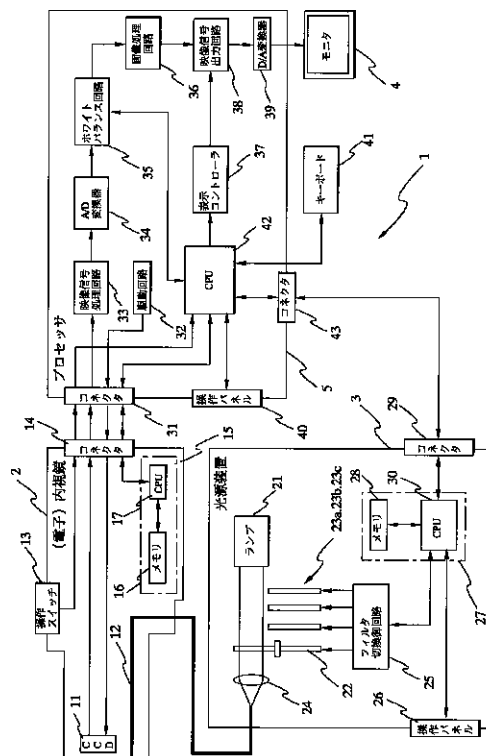 画像処理
回路
36
映像信号
出力回路
38
D/A変換器
39
モニタ
4
ホワイト
バランス回路
35
A/D
変換器
34
映像信号
処理回路
33
駆動回路
32
表示
コントローラ
37
CPU
42
キーボード
41
1
プロセッサ
コネクタ
43
5
操作
パネル
40
コネクタ
31
14
コネクタ
2
(電子)内視鏡
13
操作
スイッチ
11
CCD
12
15
CPU
17
メモリ
16
光源装置
3
21
ランプ
23a,23b,23c
22
24
フィルタ
切換制御回路
25
26
操作
パネル
コネクタ
29
28
メモリ
30
CPU
27